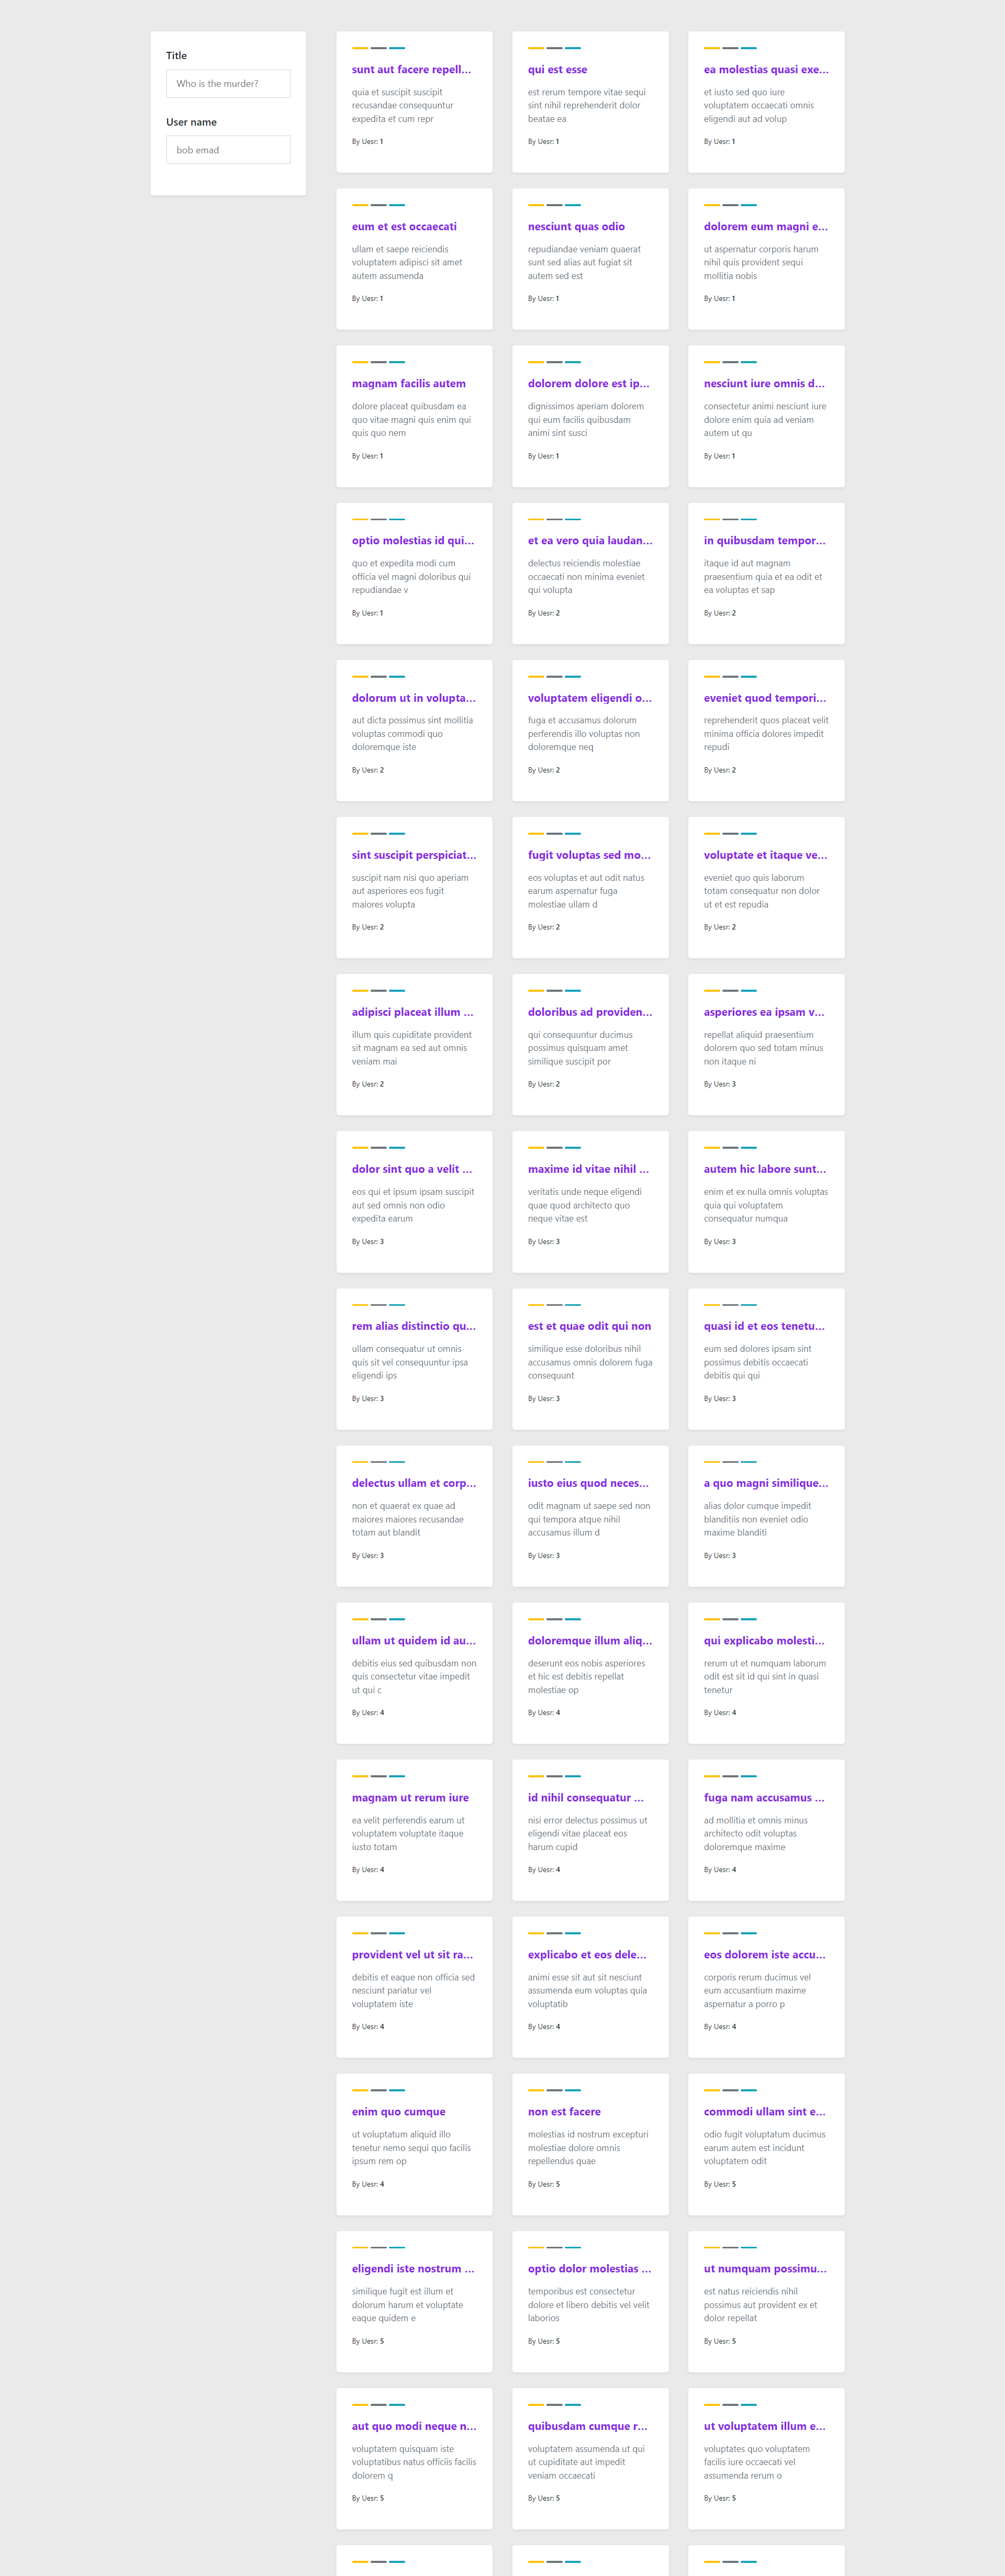 Title
Who is the murder?
User name
bob emad
sunt aut facere repell...
quia et suscipit suscipit
recusandae consequuntur
expedita et cum repr
By Uesr: 1
qui est esse
est rerum tempore vitae sequi
sint nihil reprehenderit dolor
beatae ea
By Uesr: 1
ea molestias quasi exe...
et iusto sed quo iure
voluptatem occaecati omnis
eligendi aut ad volup
By Uesr: 1
eum et est occaecati
ullam et saepe reiciendis
voluptatem adipisci sit amet
autem assumenda
By Uesr: 1
nesciunt quas odio
repudiandae veniam quaerat
sunt sed alias aut fugiat sit
autem sed est
By Uesr: 1
dolorem eum magni e...
ut aspernatur corporis harum
nihil quis provident sequi
mollitia nobis
By Uesr: 1
magnam facilis autem
dolore placeat quibusdam ea
quo vitae magni quis enim qui
quis quo nem
By Uesr: 1
dolorem dolore est ip...
dignissimos aperiam dolorem
qui eum facilis quibusdam
animi sint susci
By Uesr: 1
nesciunt iure omnis d...
consectetur animi nesciunt iure
dolore enim quia ad veniam
autem ut qu
By Uesr: 1
optio molestias id qui...
quo et expedita modi cum
officia vel magni doloribus qui
repudiandae v
By Uesr: 1
et ea vero quia laudan...
delectus reiciendis molestiae
occaecati non minima eveniet
qui volupta
By Uesr: 2
in quibusdam tempor...
itaque id aut magnam
praesentium quia et ea odit et
ea voluptas et sap
By Uesr: 2
dolorum ut in volupta...
aut dicta possimus sint mollitia
voluptas commodi quo
doloremque iste
By Uesr: 2
voluptatem eligendi o...
fuga et accusamus dolorum
perferendis illo voluptas non
doloremque neq
By Uesr: 2
eveniet quod tempori...
reprehenderit quos placeat velit
minima officia dolores impedit
repudi
By Uesr: 2
sint suscipit perspiciat...
suscipit nam nisi quo aperiam
aut asperiores eos fugit
maiores volupta
By Uesr: 2
fugit voluptas sed mo...
eos voluptas et aut odit natus
earum aspernatur fuga
molestiae ullam d
By Uesr: 2
voluptate et itaque ve...
eveniet quo quis laborum
totam consequatur non dolor
ut et est repudia
By Uesr: 2
adipisci placeat illum ...
illum quis cupiditate provident
sit magnam ea sed aut omnis
veniam mai
By Uesr: 2
doloribus ad providen...
qui consequuntur ducimus
possimus quisquam amet
similique suscipit por
By Uesr: 2
asperiores ea ipsam v...
repellat aliquid praesentium
dolorem quo sed totam minus
non itaque ni
By Uesr: 3
dolor sint quo a velit ...
eos qui et ipsum ipsam suscipit
aut sed omnis non odio
expedita earum
By Uesr: 3
maxime id vitae nihil ...
veritatis unde neque eligendi
quae quod architecto quo
neque vitae est
By Uesr: 3
autem hic labore sunt...
enim et ex nulla omnis voluptas
quia qui voluptatem
consequatur numqua
By Uesr: 3
rem alias distinctio qu...
ullam consequatur ut omnis
quis sit vel consequuntur ipsa
eligendi ips
By Uesr: 3
est et quae odit qui non
similique esse doloribus nihil
accusamus omnis dolorem fuga
consequunt
By Uesr: 3
quasi id et eos tenetu...
eum sed dolores ipsam sint
possimus debitis occaecati
debitis qui qui
By Uesr: 3
delectus ullam et corp...
non et quaerat ex quae ad
maiores maiores recusandae
totam aut blandit
By Uesr: 3
iusto eius quod neces...
odit magnam ut saepe sed non
qui tempora atque nihil
accusamus illum d
By Uesr: 3
a quo magni similique...
alias dolor cumque impedit
blanditiis non eveniet odio
maxime blanditi
By Uesr: 3
ullam ut quidem id au...
debitis eius sed quibusdam non
quis consectetur vitae impedit
ut qui c
By Uesr: 4
doloremque illum aliq...
deserunt eos nobis asperiores
et hic est debitis repellat
molestiae op
By Uesr: 4
qui explicabo molesti...
rerum ut et numquam laborum
odit est sit id qui sint in quasi
tenetur
By Uesr: 4
magnam ut rerum iure
ea velit perferendis earum ut
voluptatem voluptate itaque
iusto totam
By Uesr: 4
id nihil consequatur ...
nisi error delectus possimus ut
eligendi vitae placeat eos
harum cupid
By Uesr: 4
fuga nam accusamus ...
ad mollitia et omnis minus
architecto odit voluptas
doloremque maxime
By Uesr: 4
provident vel ut sit ra...
debitis et eaque non officia sed
nesciunt pariatur vel
voluptatem iste
By Uesr: 4
explicabo et eos dele...
animi esse sit aut sit nesciunt
assumenda eum voluptas quia
voluptatib
By Uesr: 4
eos dolorem iste accu...
corporis rerum ducimus vel
eum accusantium maxime
aspernatur a porro p
By Uesr: 4
enim quo cumque
ut voluptatum aliquid illo
tenetur nemo sequi quo facilis
ipsum rem op
By Uesr: 4
non est facere
molestias id nostrum excepturi
molestiae dolore omnis
repellendus quae
By Uesr: 5
commodi ullam sint e...
odio fugit voluptatum ducimus
earum autem est incidunt
voluptatem odit
By Uesr: 5
eligendi iste nostrum ...
similique fugit est illum et
dolorum harum et voluptate
eaque quidem e
By Uesr: 5
optio dolor molestias ...
temporibus est consectetur
dolore et libero debitis vel velit
laborios
By Uesr: 5
ut numquam possimu...
est natus reiciendis nihil
possimus aut provident ex et
dolor repellat
By Uesr: 5
aut quo modi neque n...
voluptatem quisquam iste
voluptatibus natus officiis facilis
dolorem q
By Uesr: 5
quibusdam cumque r...
voluptatem assumenda ut qui
ut cupiditate aut impedit
veniam occaecati
By Uesr: 5
ut voluptatem illum e...
voluptates quo voluptatem
facilis iure occaecati vel
assumenda rerum o
By Uesr: 5